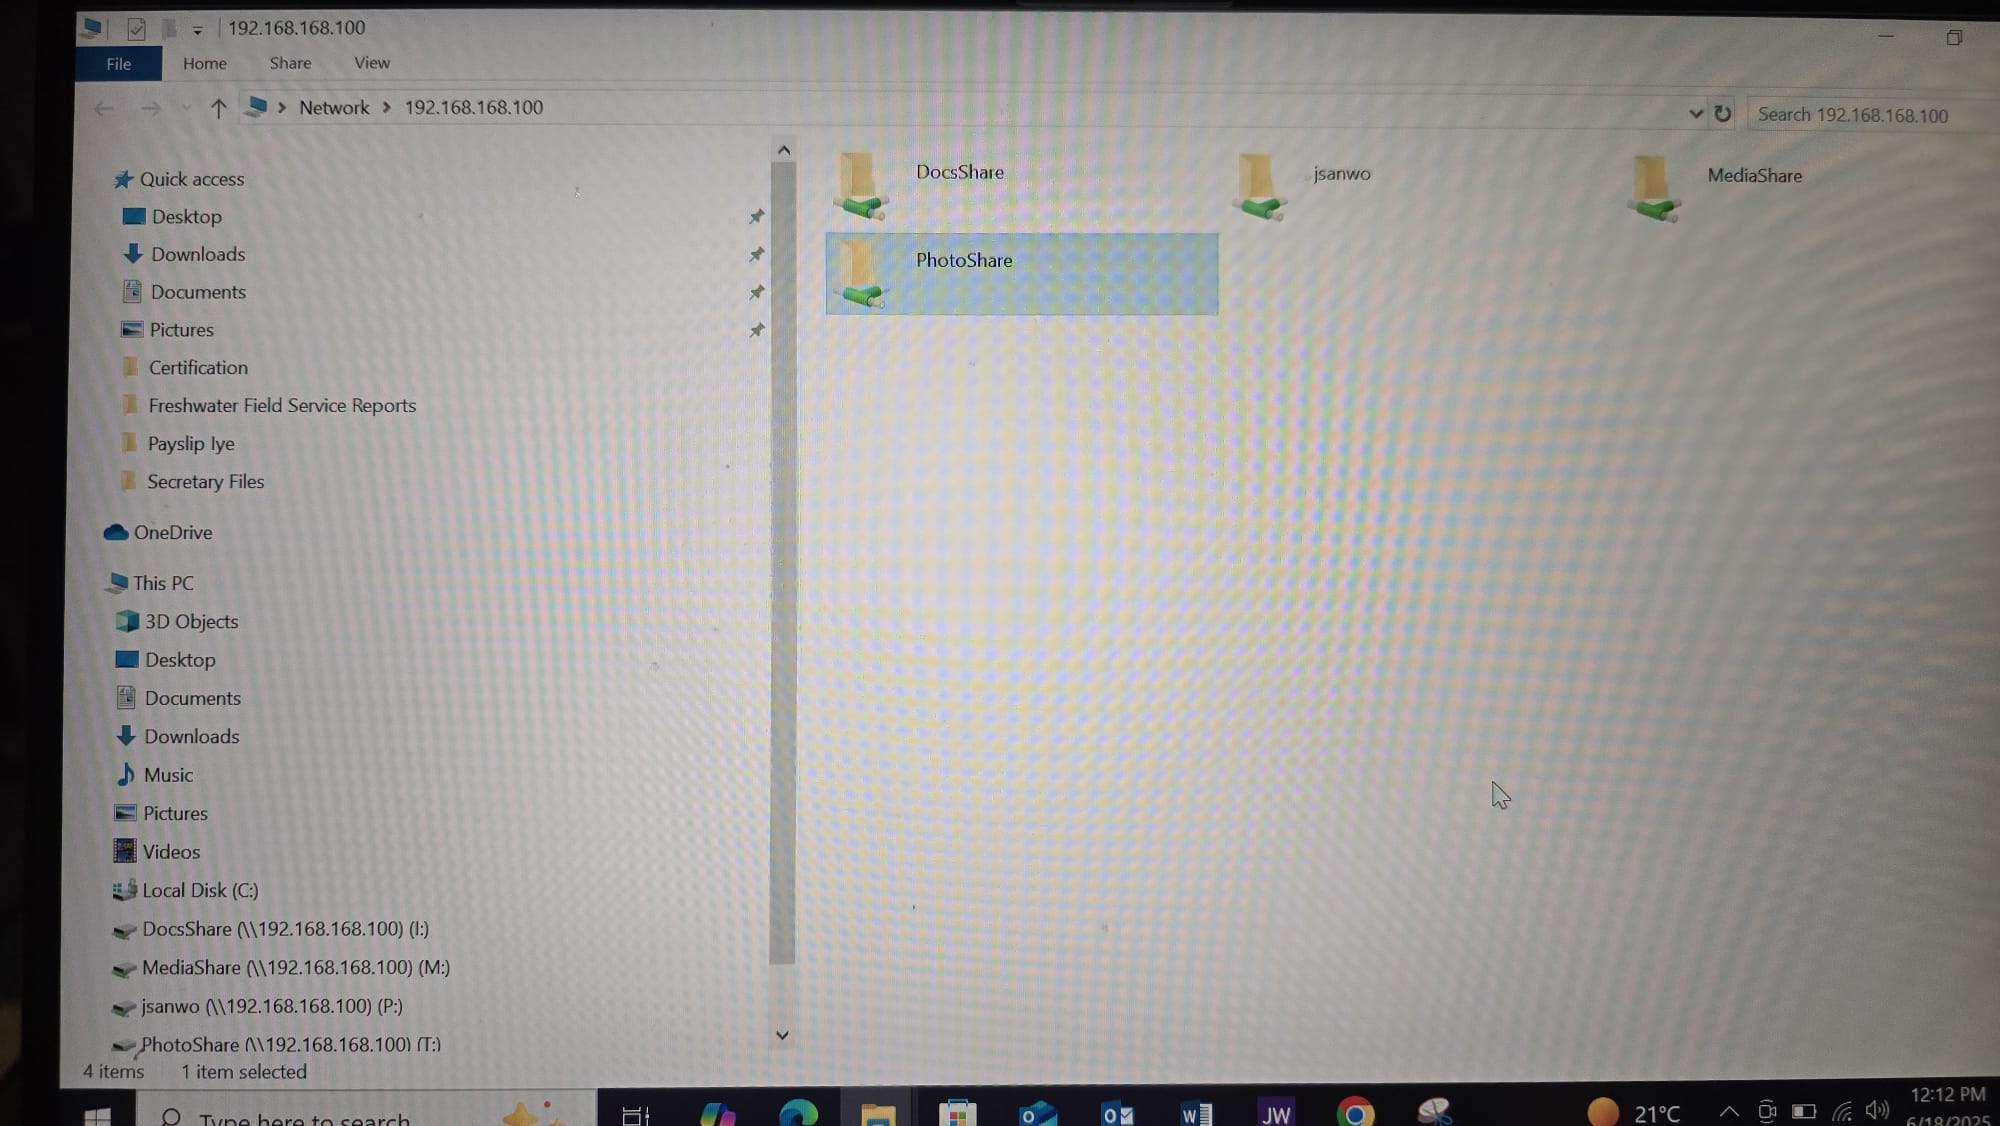 192.168.168.100
File Home Share View
Network > 192.168.168.100
Search 192.168.168.100
Quick access
Desktop
Downloads
Documents
Pictures
Certification
Freshwater Field Service Reports
Payslip Iye
Secretary Files
OneDrive
This PC
3D Objects
Desktop
Documents
Downloads
Music
Pictures
Videos
Local Disk (C:)
DocsShare (\\192.168.168.100) (I:)
MediaShare (\\192.168.168.100) (M:)
jsanwo (\\192.168.168.100) (P:)
PhotoShare (\\192.168.168.100) (T:)
DocsShare
jsanwo
MediaShare
PhotoShare
4 items 1 item selected
Type here to search
W
JW
21°C
12:12 PM
6/18/2025